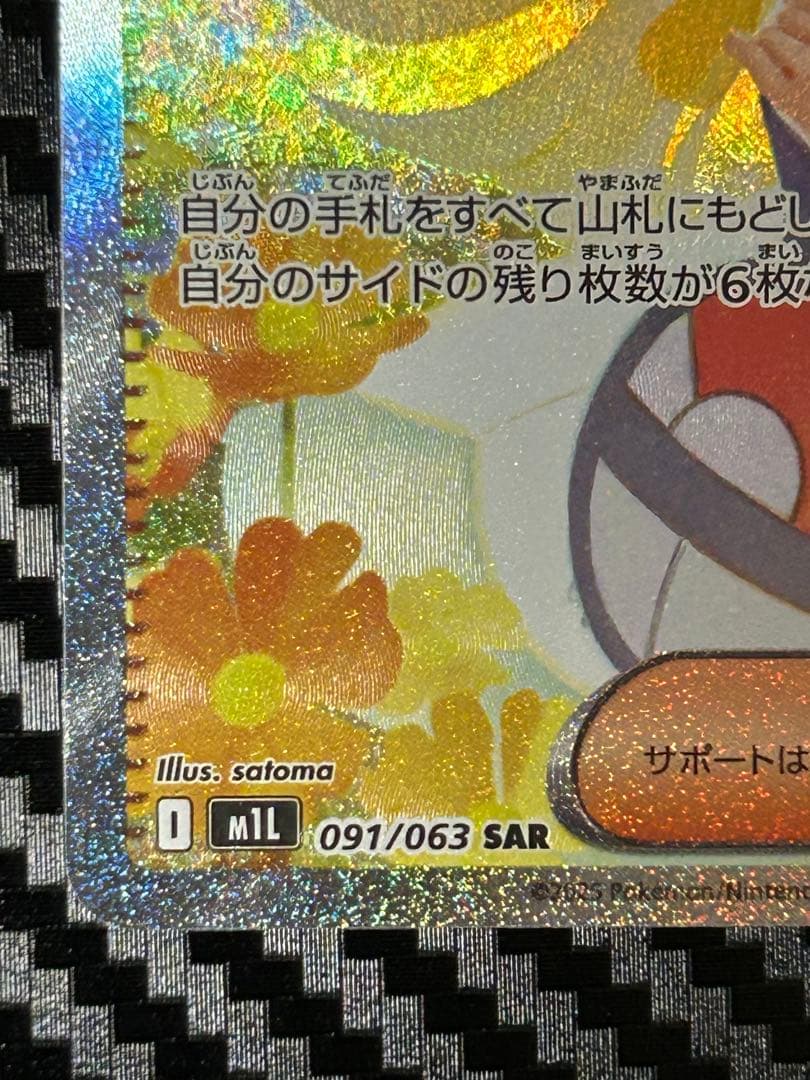 じぶん てふだ やまふだ
自分の手札をすべて山札にもどし
じぶん のこ まいすう まい
自分のサイドの残り枚数が6枚
サポートは
Illus. satoma
I M1L 091/063 SAR
©2025 Pokémon/Nintendo